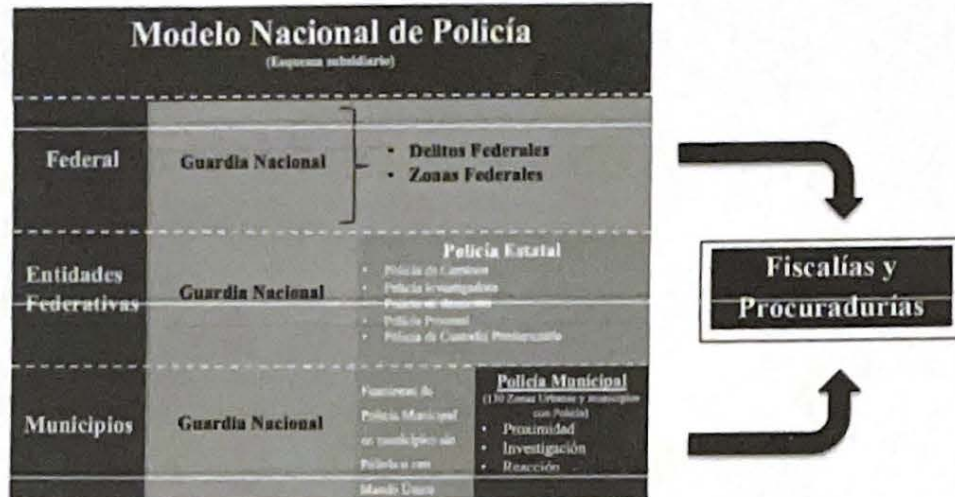 Modelo Nacional de Policía
(Esquema subsidiario)
Federal
Guardia Nacional
• Delitos Federales
• Zonas Federales
Entidades
Federativas
Guardia Nacional
Policía Estatal
• Policía de Caminos
• Policía Investigadora
• Policía Procesal
• Policía de Custodia Penitenciaria
Municipios
Guardia Nacional
Funciones de
Policía Municipal
en municipio sin
Policía o con
Mando Único
Policía Municipal
(150 Zonas Urbanas y municipios
con Policía)
• Proximidad
• Investigación
• Reacción
Fiscalías y
Procuradurías